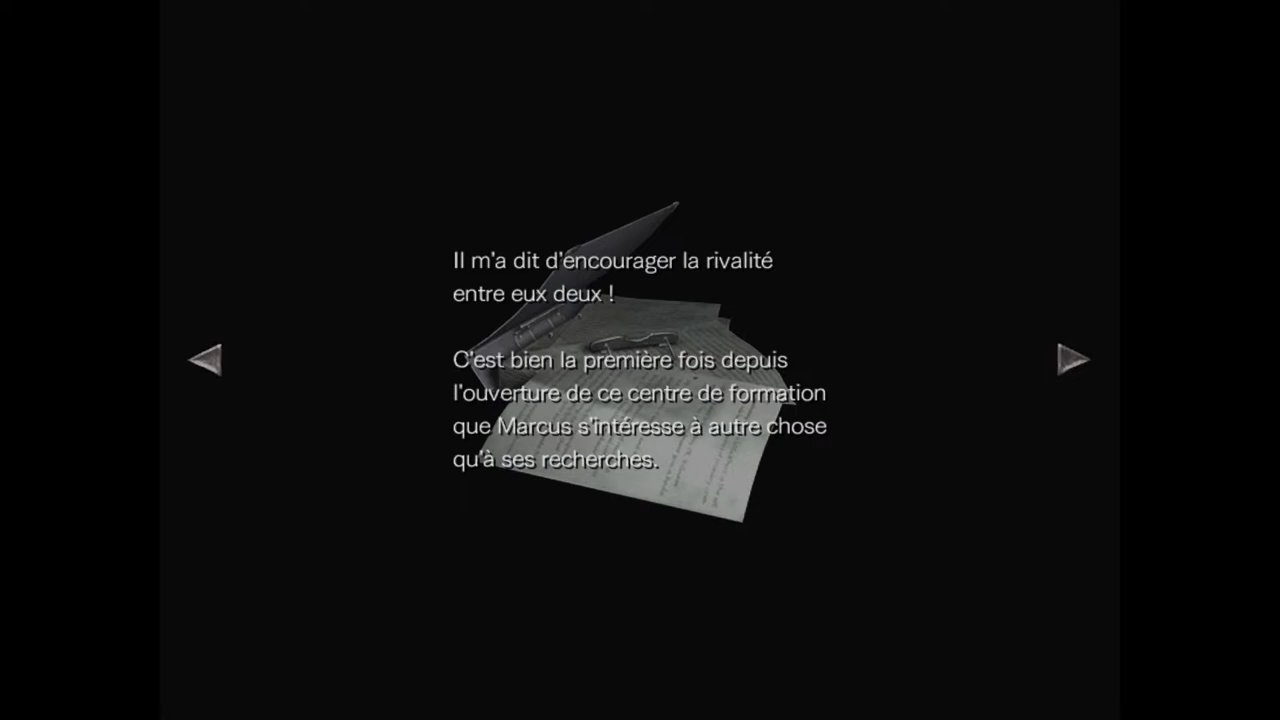 Il m'a dit d'encourager la rivalité
entre eux deux !
C'est bien la première fois depuis
l'ouverture de ce centre de formation
que Marcus s'intéresse à autre chose
qu'à ses recherches.